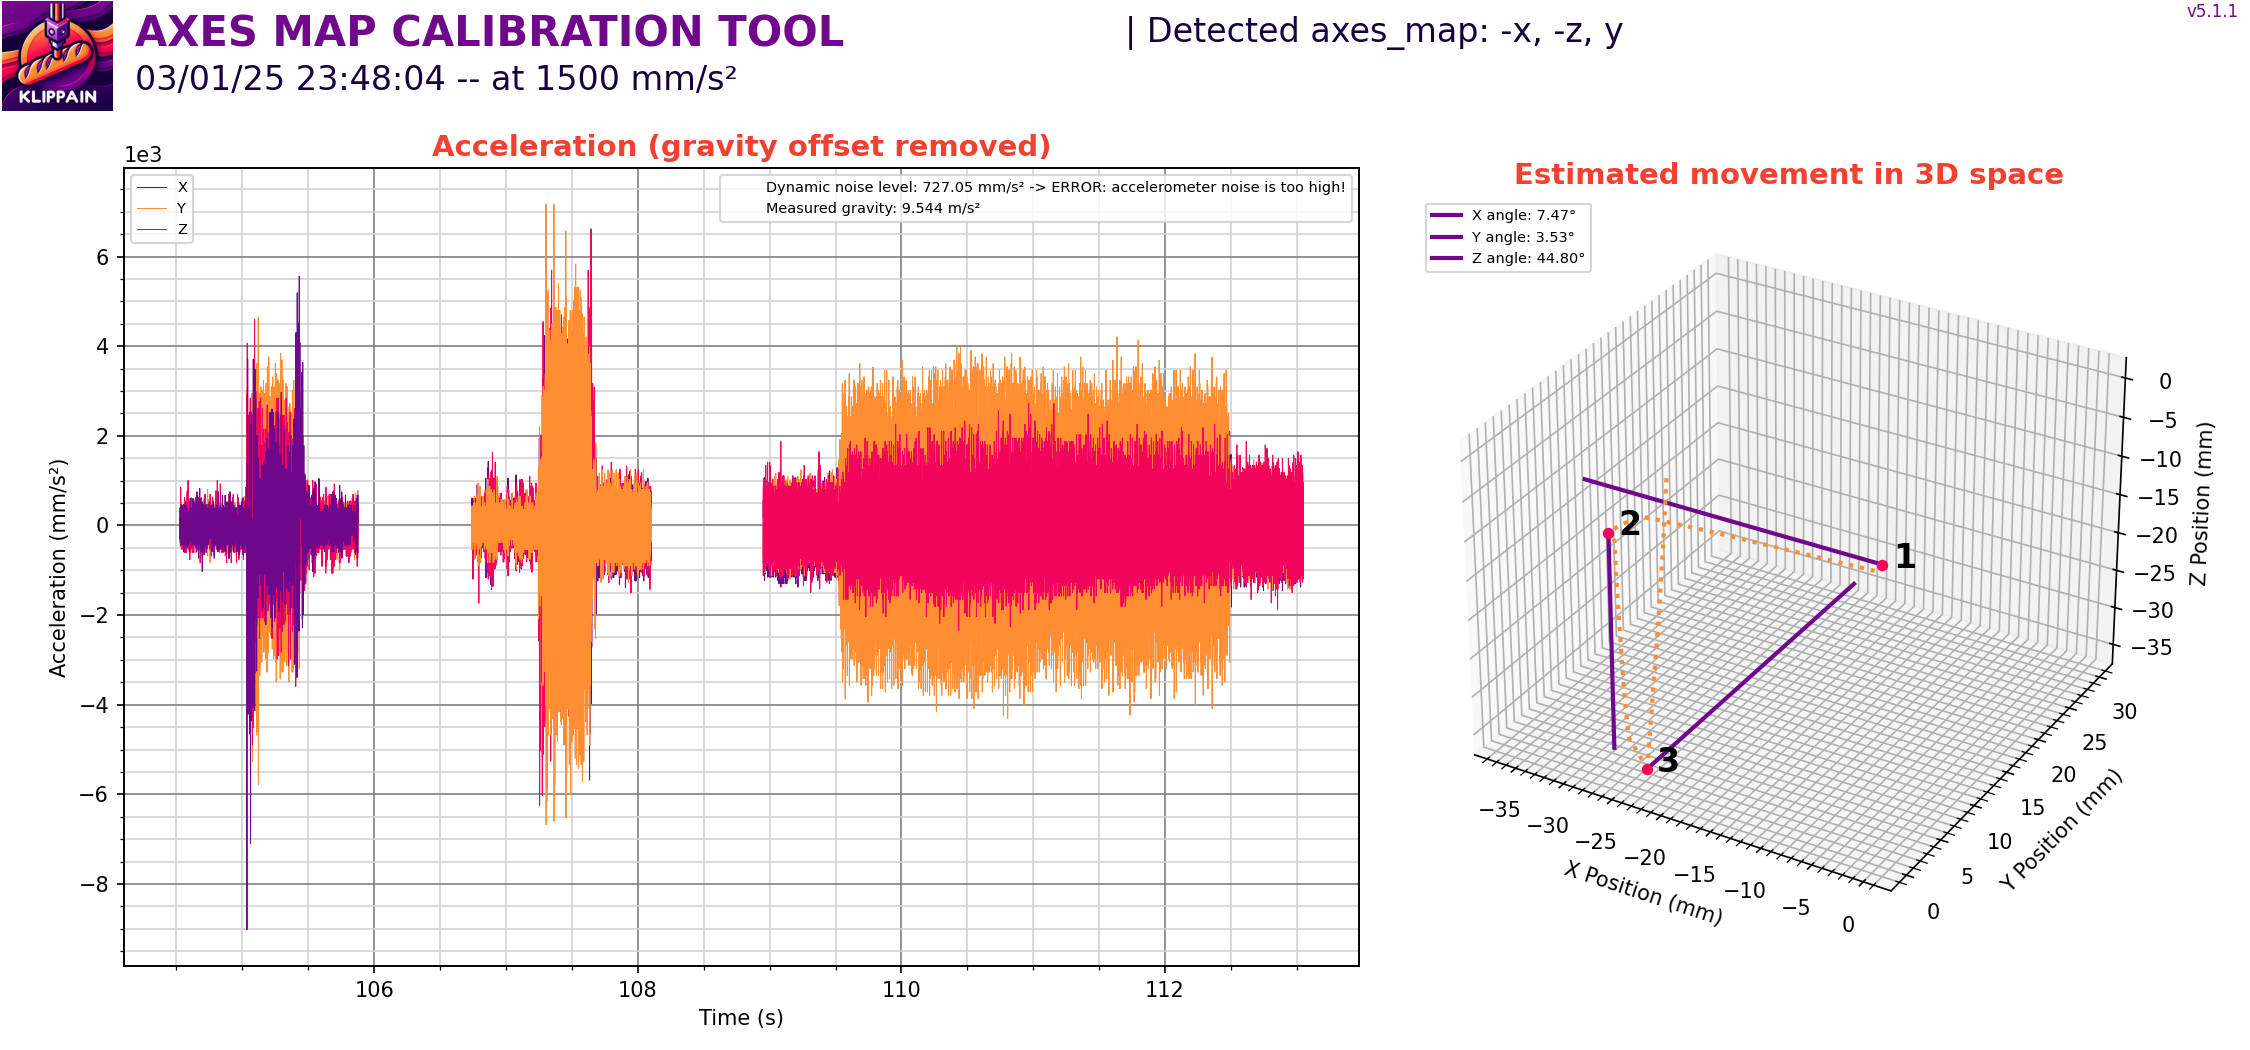 KLIPPAIN
AXES MAP CALIBRATION TOOL
| Detected axes_map: -x, -z, y
v5.1.1
03/01/25 23:48:04 -- at 1500 mm/s²
Acceleration (gravity offset removed)
1e3
X
Y
Z
Dynamic noise level: 727.05 mm/s² -> ERROR: accelerometer noise is too high!
Measured gravity: 9.544 m/s²
6
4
2
0
−2
−4
−6
−8
Acceleration (mm/s²)
106
108
110
112
Time (s)
Estimated movement in 3D space
X angle: 7.47°
Y angle: 3.53°
Z angle: 44.80°
1
2
3
0
−5
−10
−15
−20
−25
−30
−35
Z Position (mm)
−35
−30
−25
−20
−15
−10
−5
0
X Position (mm)
0
5
10
15
20
25
30
Y Position (mm)